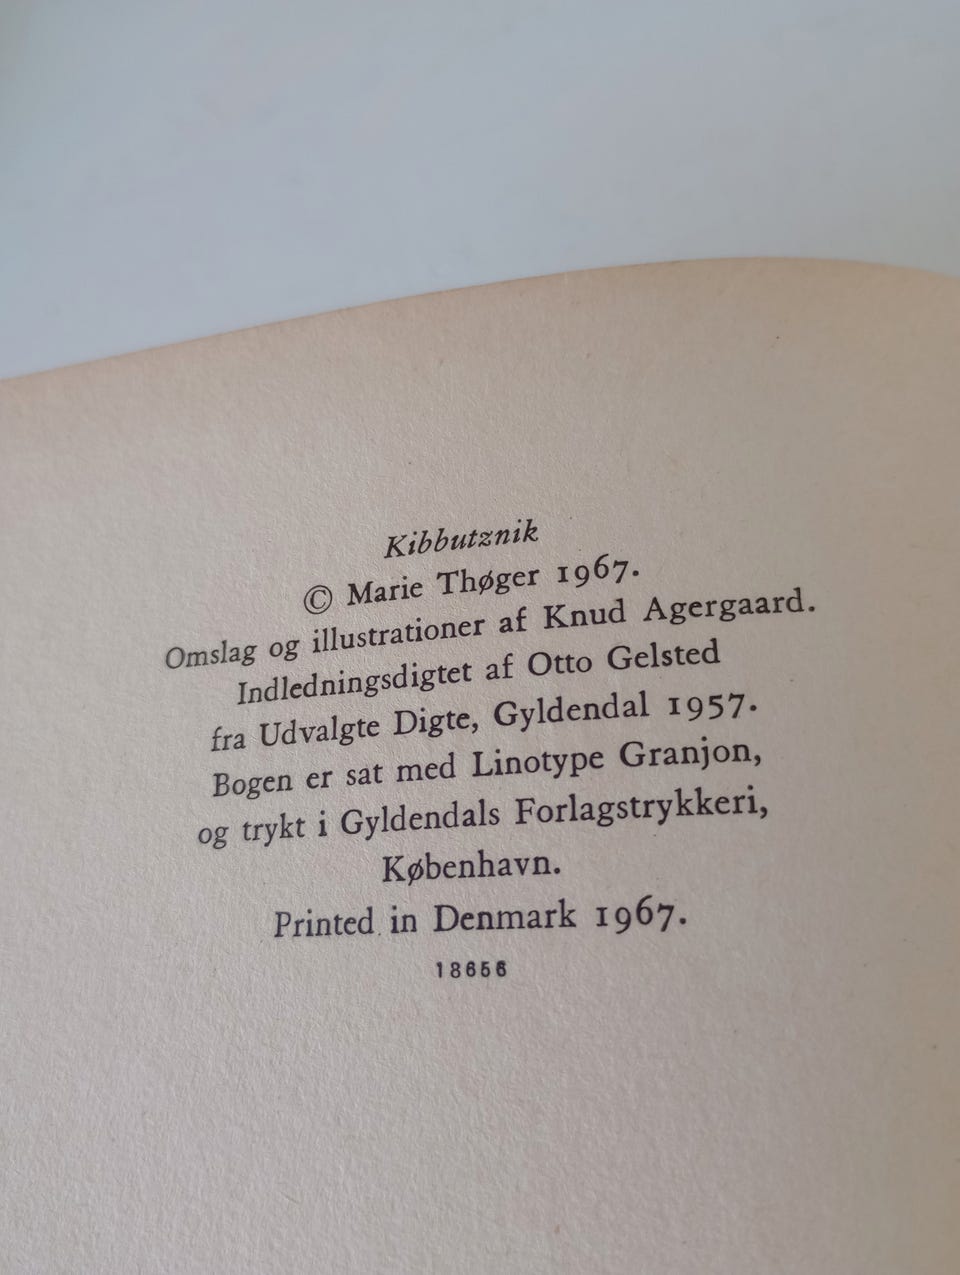 Kibbutznik
© Marie Thøger 1967.
Omslag og illustrationer af Knud Agergaard.
Indledningsdigtet af Otto Gelsted
fra Udvalgte Digte, Gyldendal 1957.
Bogen er sat med Linotype Granjon,
og trykt i Gyldendals Forlagstrykkeri,
København.
Printed in Denmark 1967.
18656